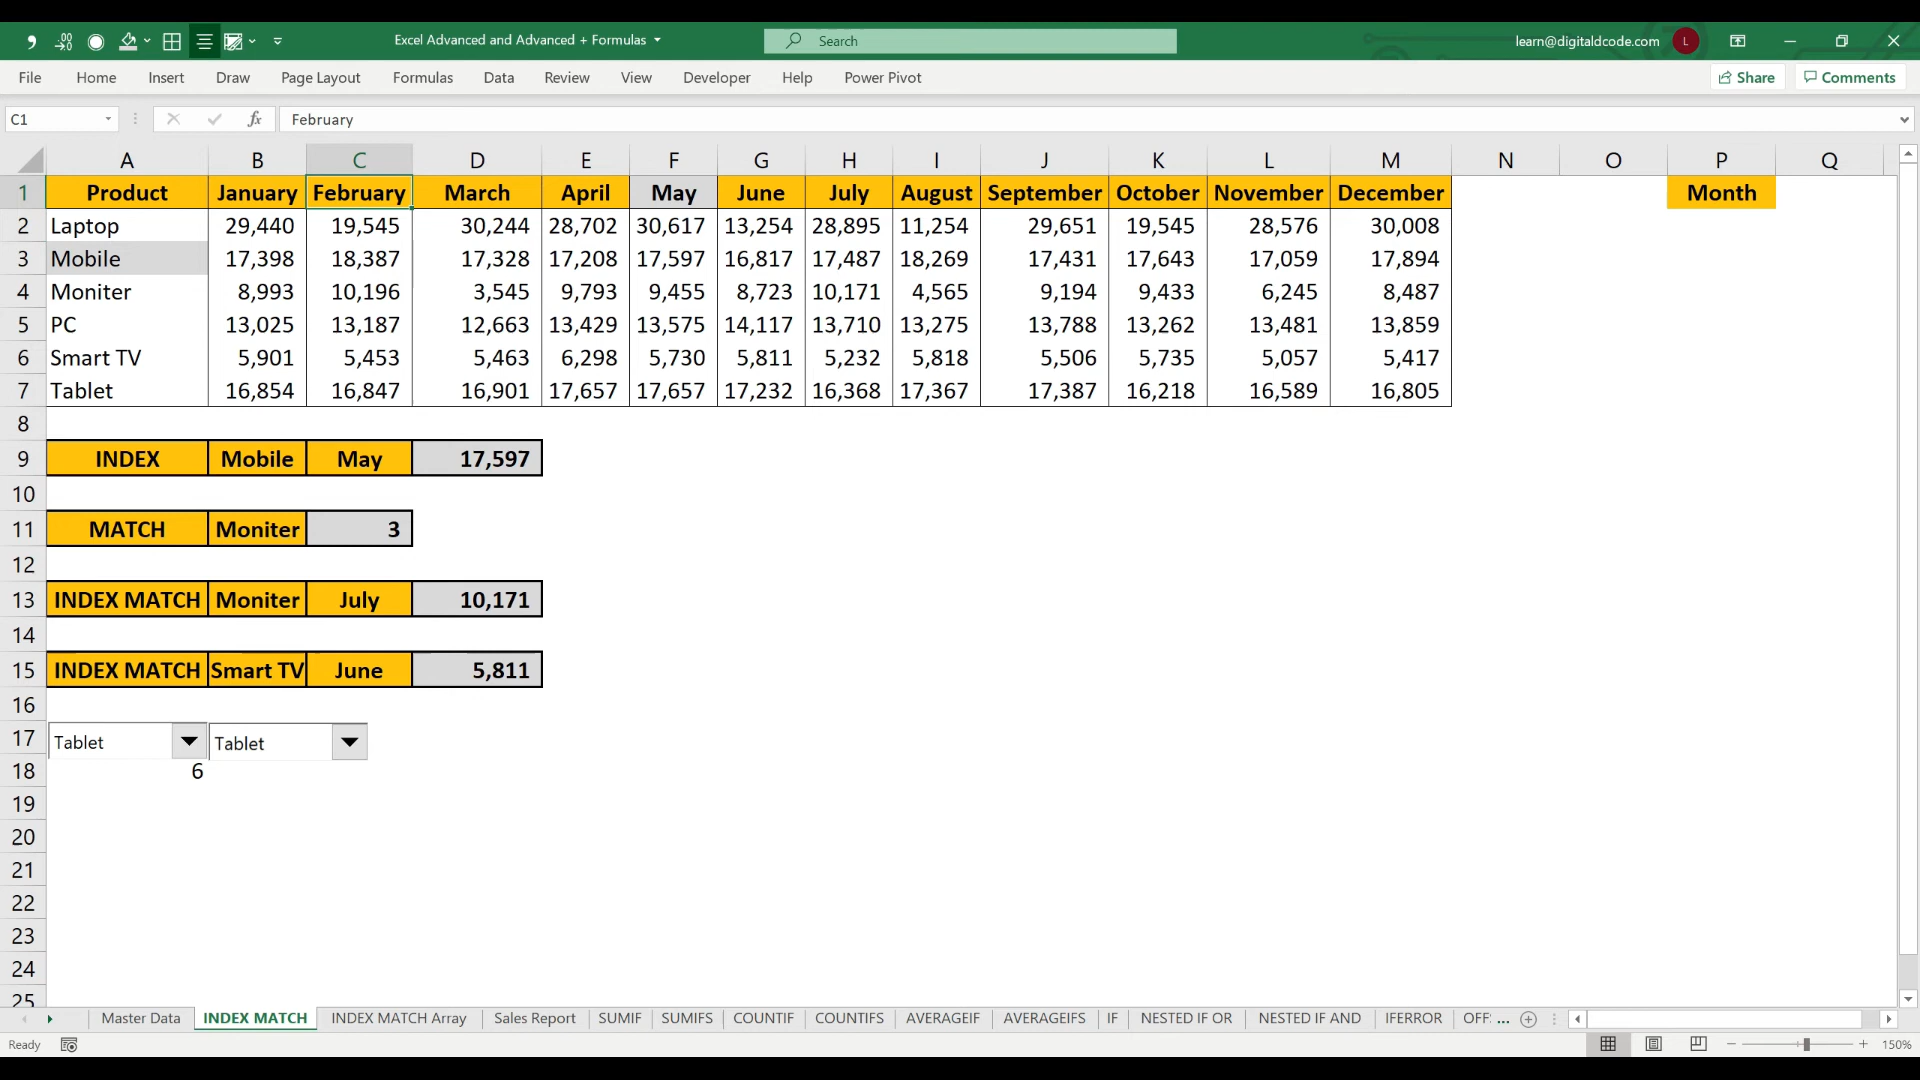 Excel Advanced and Advanced + Formulas
Search
learn@digitaldcode.com
L
File Home Insert Draw Page Layout Formulas Data Review View Developer Help Power Pivot
Share
Comments
C1
fx
February
A B C D E F G H I J K L M N O P Q
1 Product January February March April May June July August September October November December Month
2 Laptop 29,440 19,545 30,244 28,702 30,617 13,254 28,895 11,254 29,651 19,545 28,576 30,008
3 Mobile 17,398 18,387 17,328 17,208 17,597 16,817 17,487 18,269 17,431 17,643 17,059 17,894
4 Moniter 8,993 10,196 3,545 9,793 9,455 8,723 10,171 4,565 9,194 9,433 6,245 8,487
5 PC 13,025 13,187 12,663 13,429 13,575 14,117 13,710 13,275 13,788 13,262 13,481 13,859
6 Smart TV 5,901 5,453 5,463 6,298 5,730 5,811 5,232 5,818 5,506 5,735 5,057 5,417
7 Tablet 16,854 16,847 16,901 17,657 17,657 17,232 16,368 17,367 17,387 16,218 16,589 16,805
8
9 INDEX Mobile May 17,597
10
11 MATCH Moniter 3
12
13 INDEX MATCH Moniter July 10,171
14
15 INDEX MATCH Smart TV June 5,811
16
17 Tablet Tablet
18 6
19
20
21
22
23
24
25
Master Data INDEX MATCH INDEX MATCH Array Sales Report SUMIF SUMIFS COUNTIF COUNTIFS AVERAGEIF AVERAGEIFS IF NESTED IF OR NESTED IF AND IFERROR OFF: ...
Ready
150%